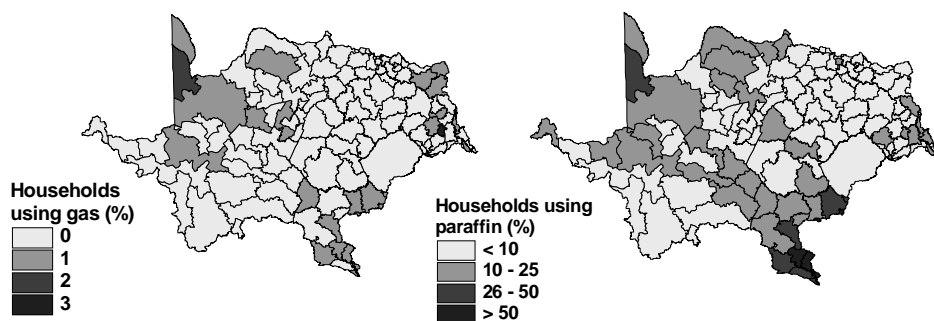 Households
using gas (%)
0
1
2
3
Households using
paraffin (%)
< 10
10 - 25
26 - 50
> 50